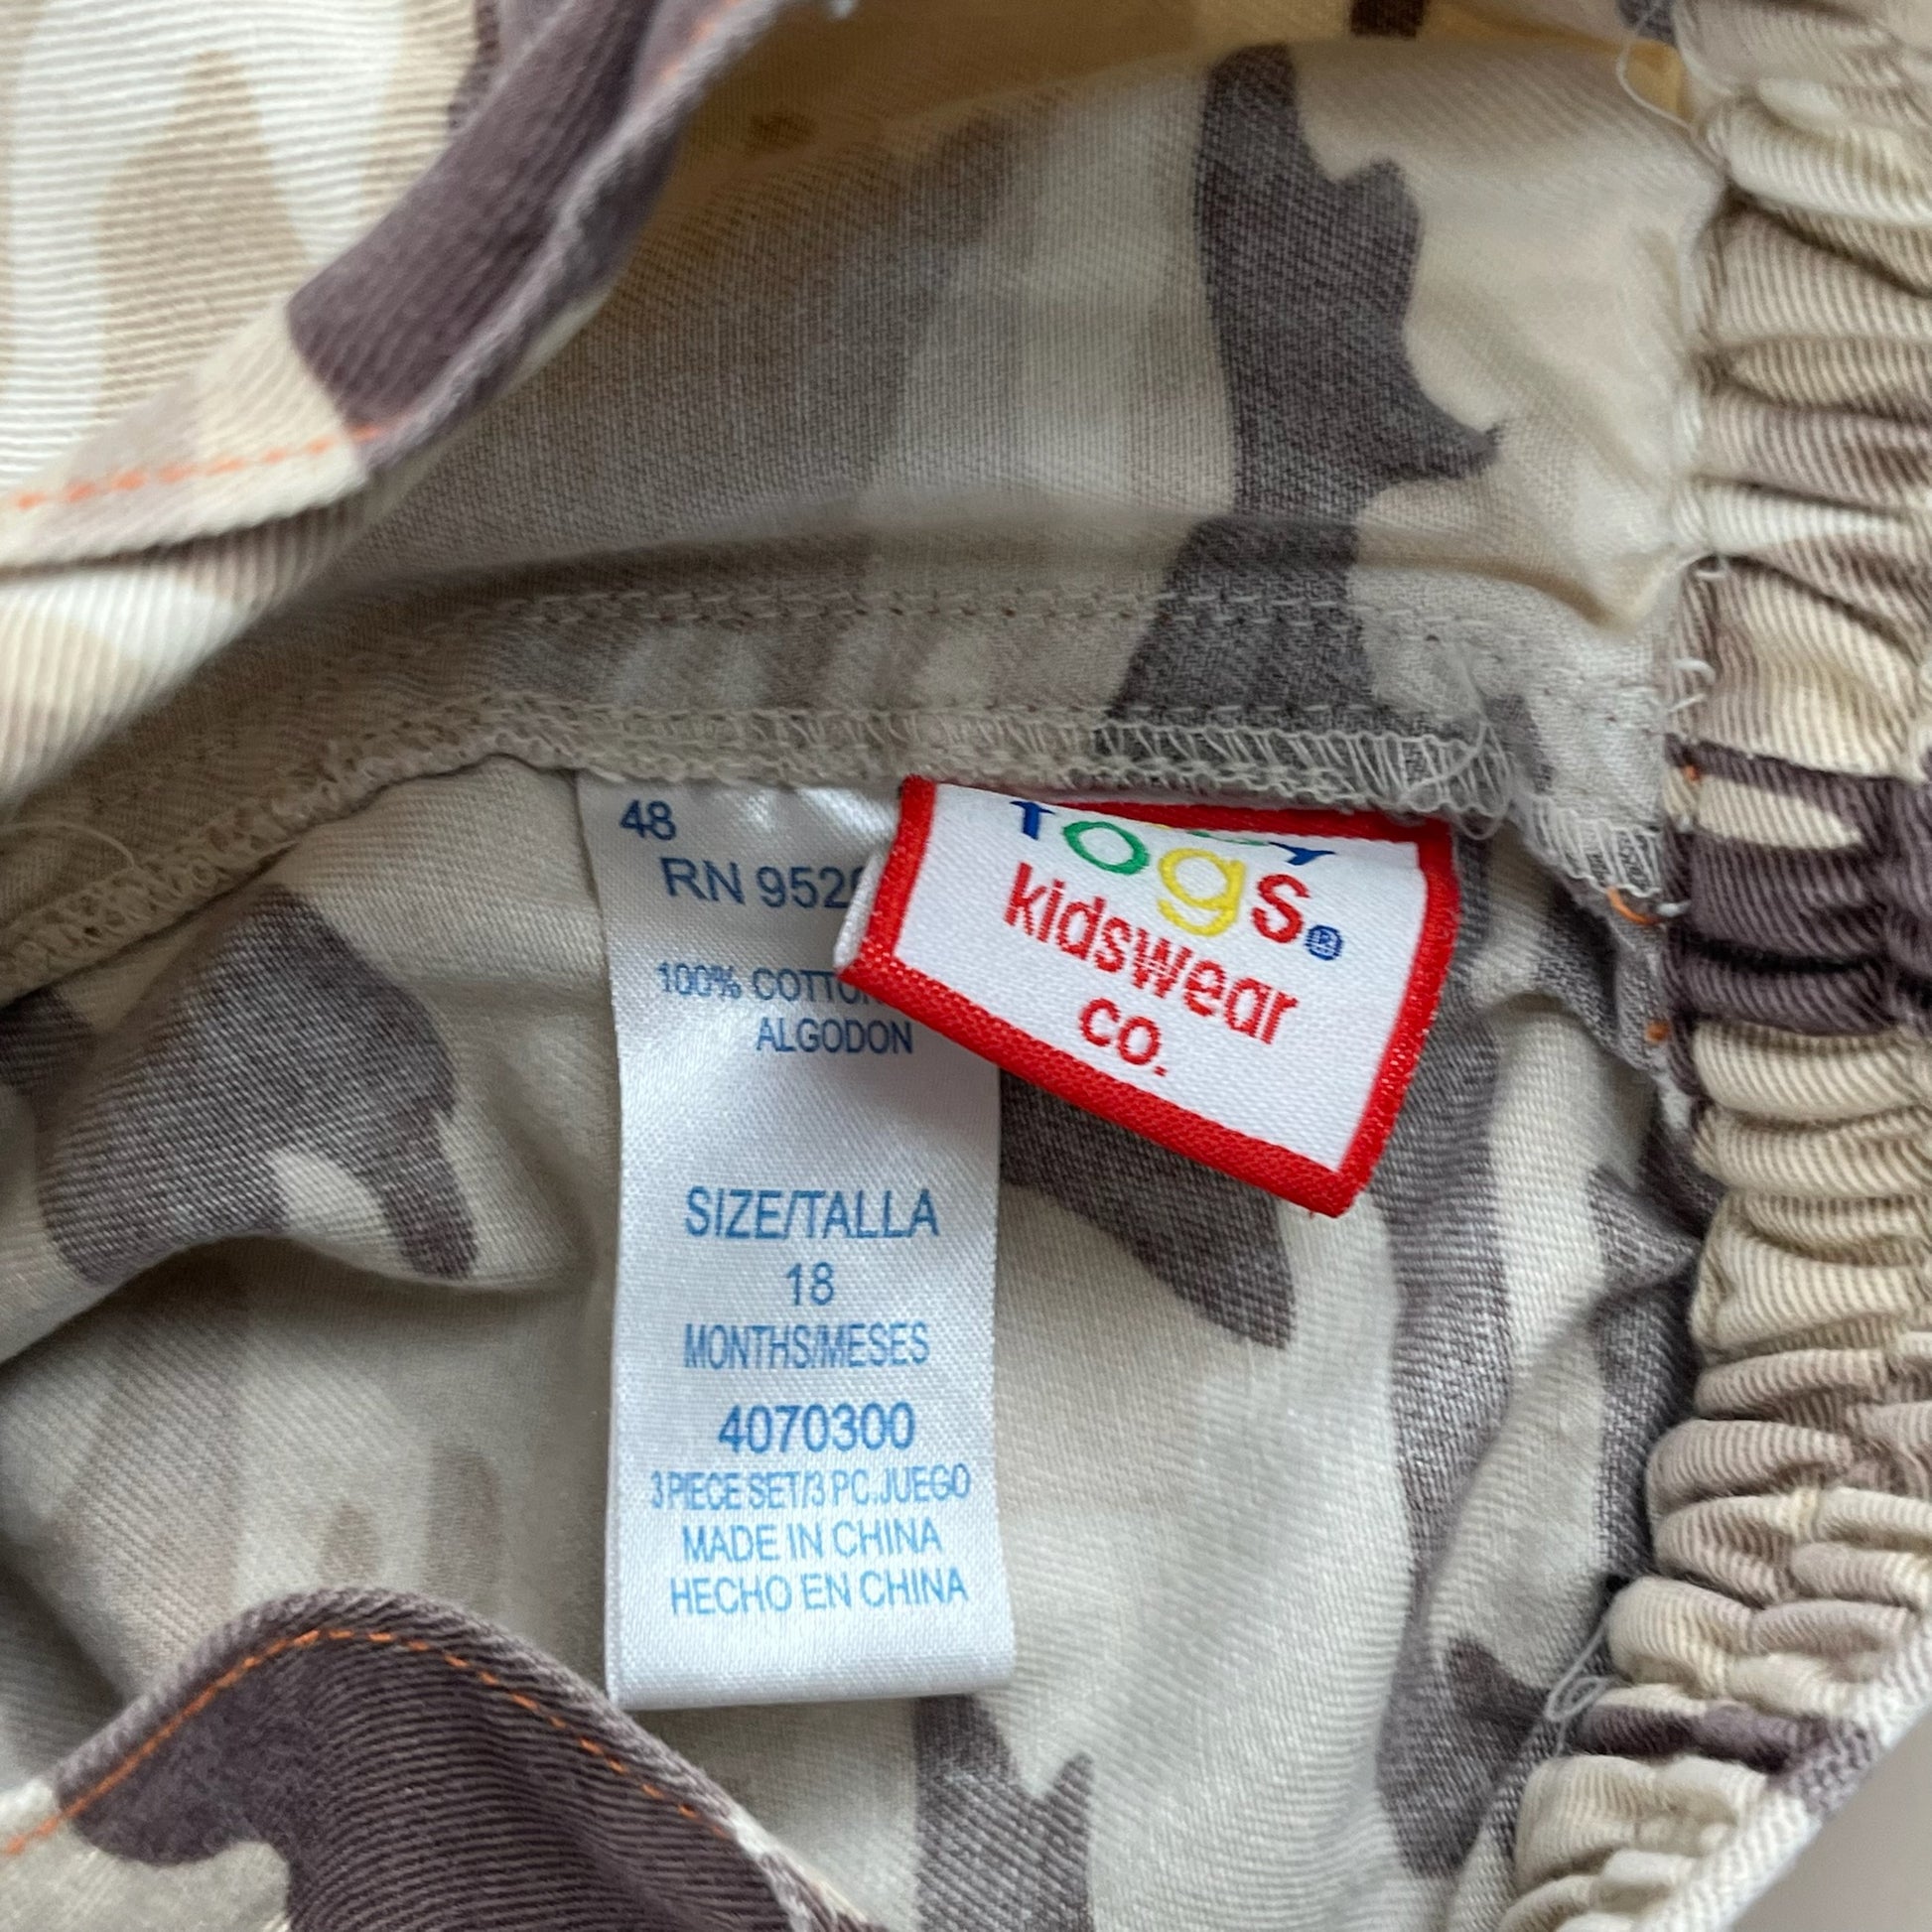 48
RN 952
100% COTTON
ALGODON
SIZE/TALLA
18
MONTHS/MESES
4070300
3 PIECE SET/3 PC.JUEGO
MADE IN CHINA
HECHO EN CHINA
Togs®
kidswear
co.